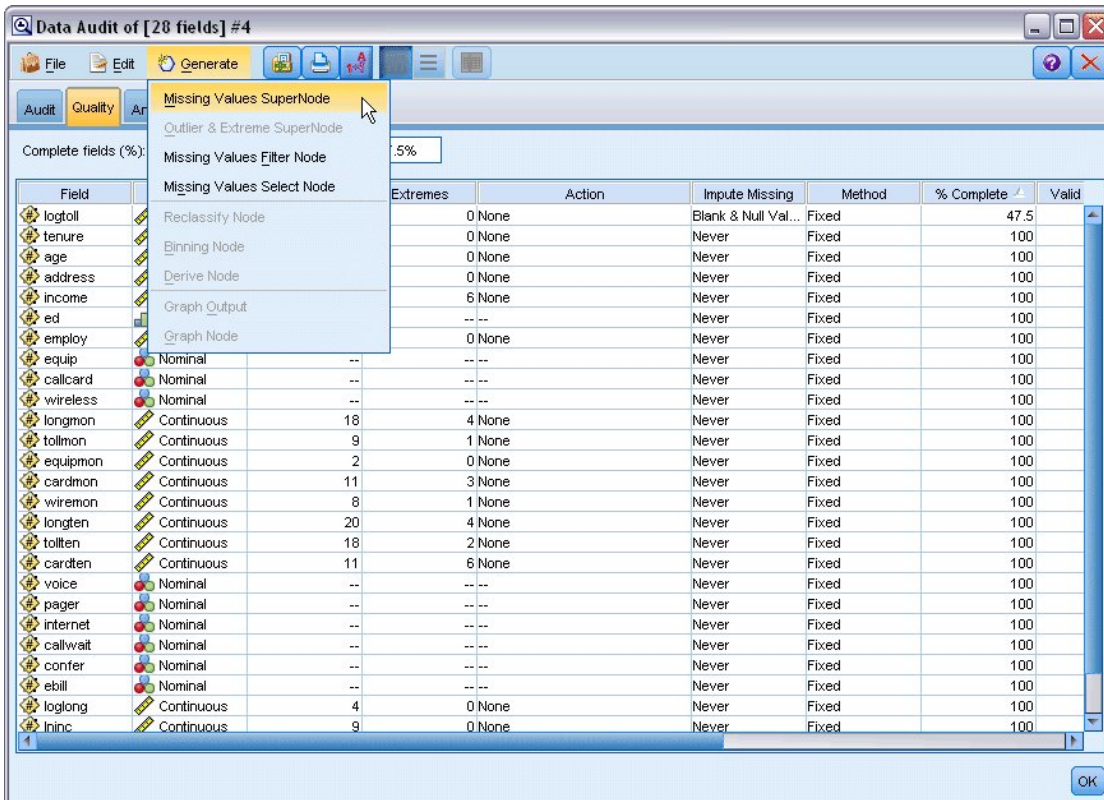 Data Audit of [28 fields] #4
File Edit Generate
Audit Quality An
Missing Values SuperNode
Outlier & Extreme SuperNode
Missing Values Filter Node
Missing Values Select Node
Reclassify Node
Binning Node
Derive Node
Graph Output
Graph Node
Complete fields (%): .5%
Field Extremes Action Impute Missing Method % Complete Valid
logtoll 0 None Blank & Null Val... Fixed 47.5
tenure 0 None Never Fixed 100
age 0 None Never Fixed 100
address 0 None Never Fixed 100
income 6 None Never Fixed 100
ed -- -- Never Fixed 100
employ 0 None Never Fixed 100
equip Nominal -- -- -- Never Fixed 100
callcard Nominal -- -- -- Never Fixed 100
wireless Nominal -- -- -- Never Fixed 100
longmon Continuous 18 4 None Never Fixed 100
tollmon Continuous 9 1 None Never Fixed 100
equipmon Continuous 2 0 None Never Fixed 100
cardmon Continuous 11 3 None Never Fixed 100
wiremon Continuous 8 1 None Never Fixed 100
longten Continuous 20 4 None Never Fixed 100
tollten Continuous 18 2 None Never Fixed 100
cardten Continuous 11 6 None Never Fixed 100
voice Nominal -- -- -- Never Fixed 100
pager Nominal -- -- -- Never Fixed 100
internet Nominal -- -- -- Never Fixed 100
callwait Nominal -- -- -- Never Fixed 100
confer Nominal -- -- -- Never Fixed 100
ebill Nominal -- -- -- Never Fixed 100
loglong Continuous 4 0 None Never Fixed 100
lninc Continuous 9 0 None Never Fixed 100
OK